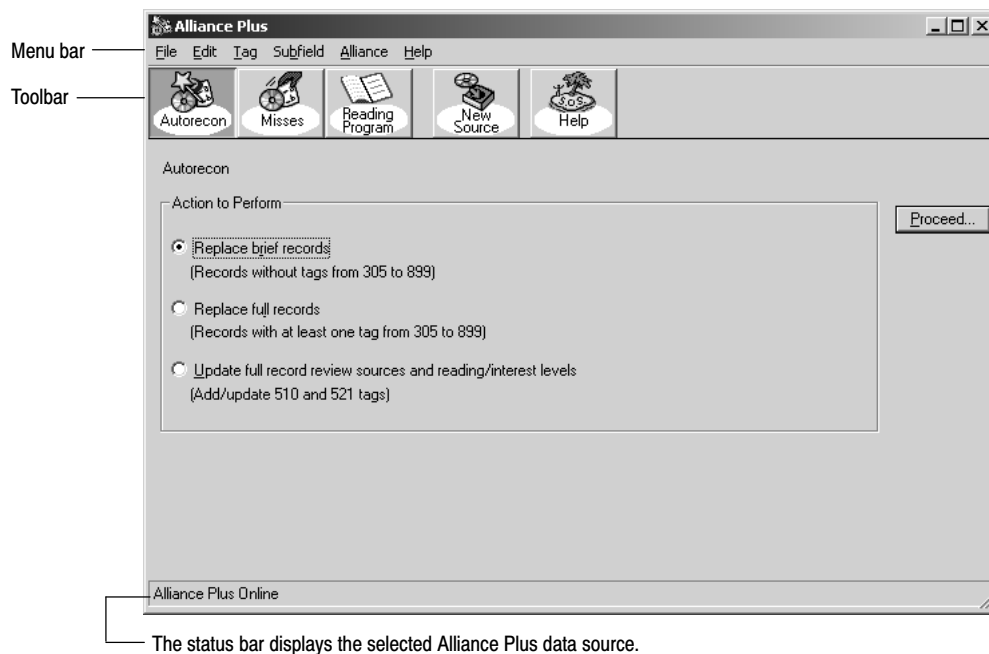 Alliance Plus
Menu bar
File Edit Tag Subfield Alliance Help
Toolbar
Autorecon
Misses
Reading
Program
New
Source
S.O.S.
Help
Autorecon
Action to Perform
Proceed...
Replace brief records
(Records without tags from 305 to 899)
Replace full records
(Records with at least one tag from 305 to 899)
Update full record review sources and reading/interest levels
(Add/update 510 and 521 tags)
Alliance Plus Online
The status bar displays the selected Alliance Plus data source.